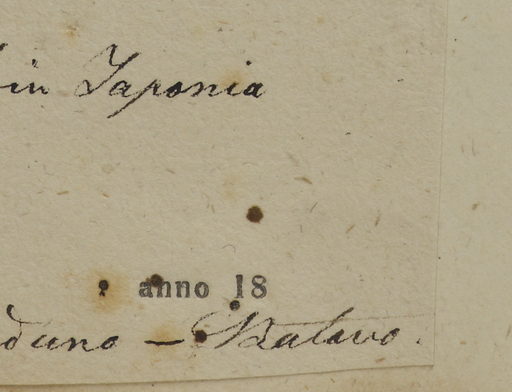 in Japonia
anno 18
duno — Batavo.